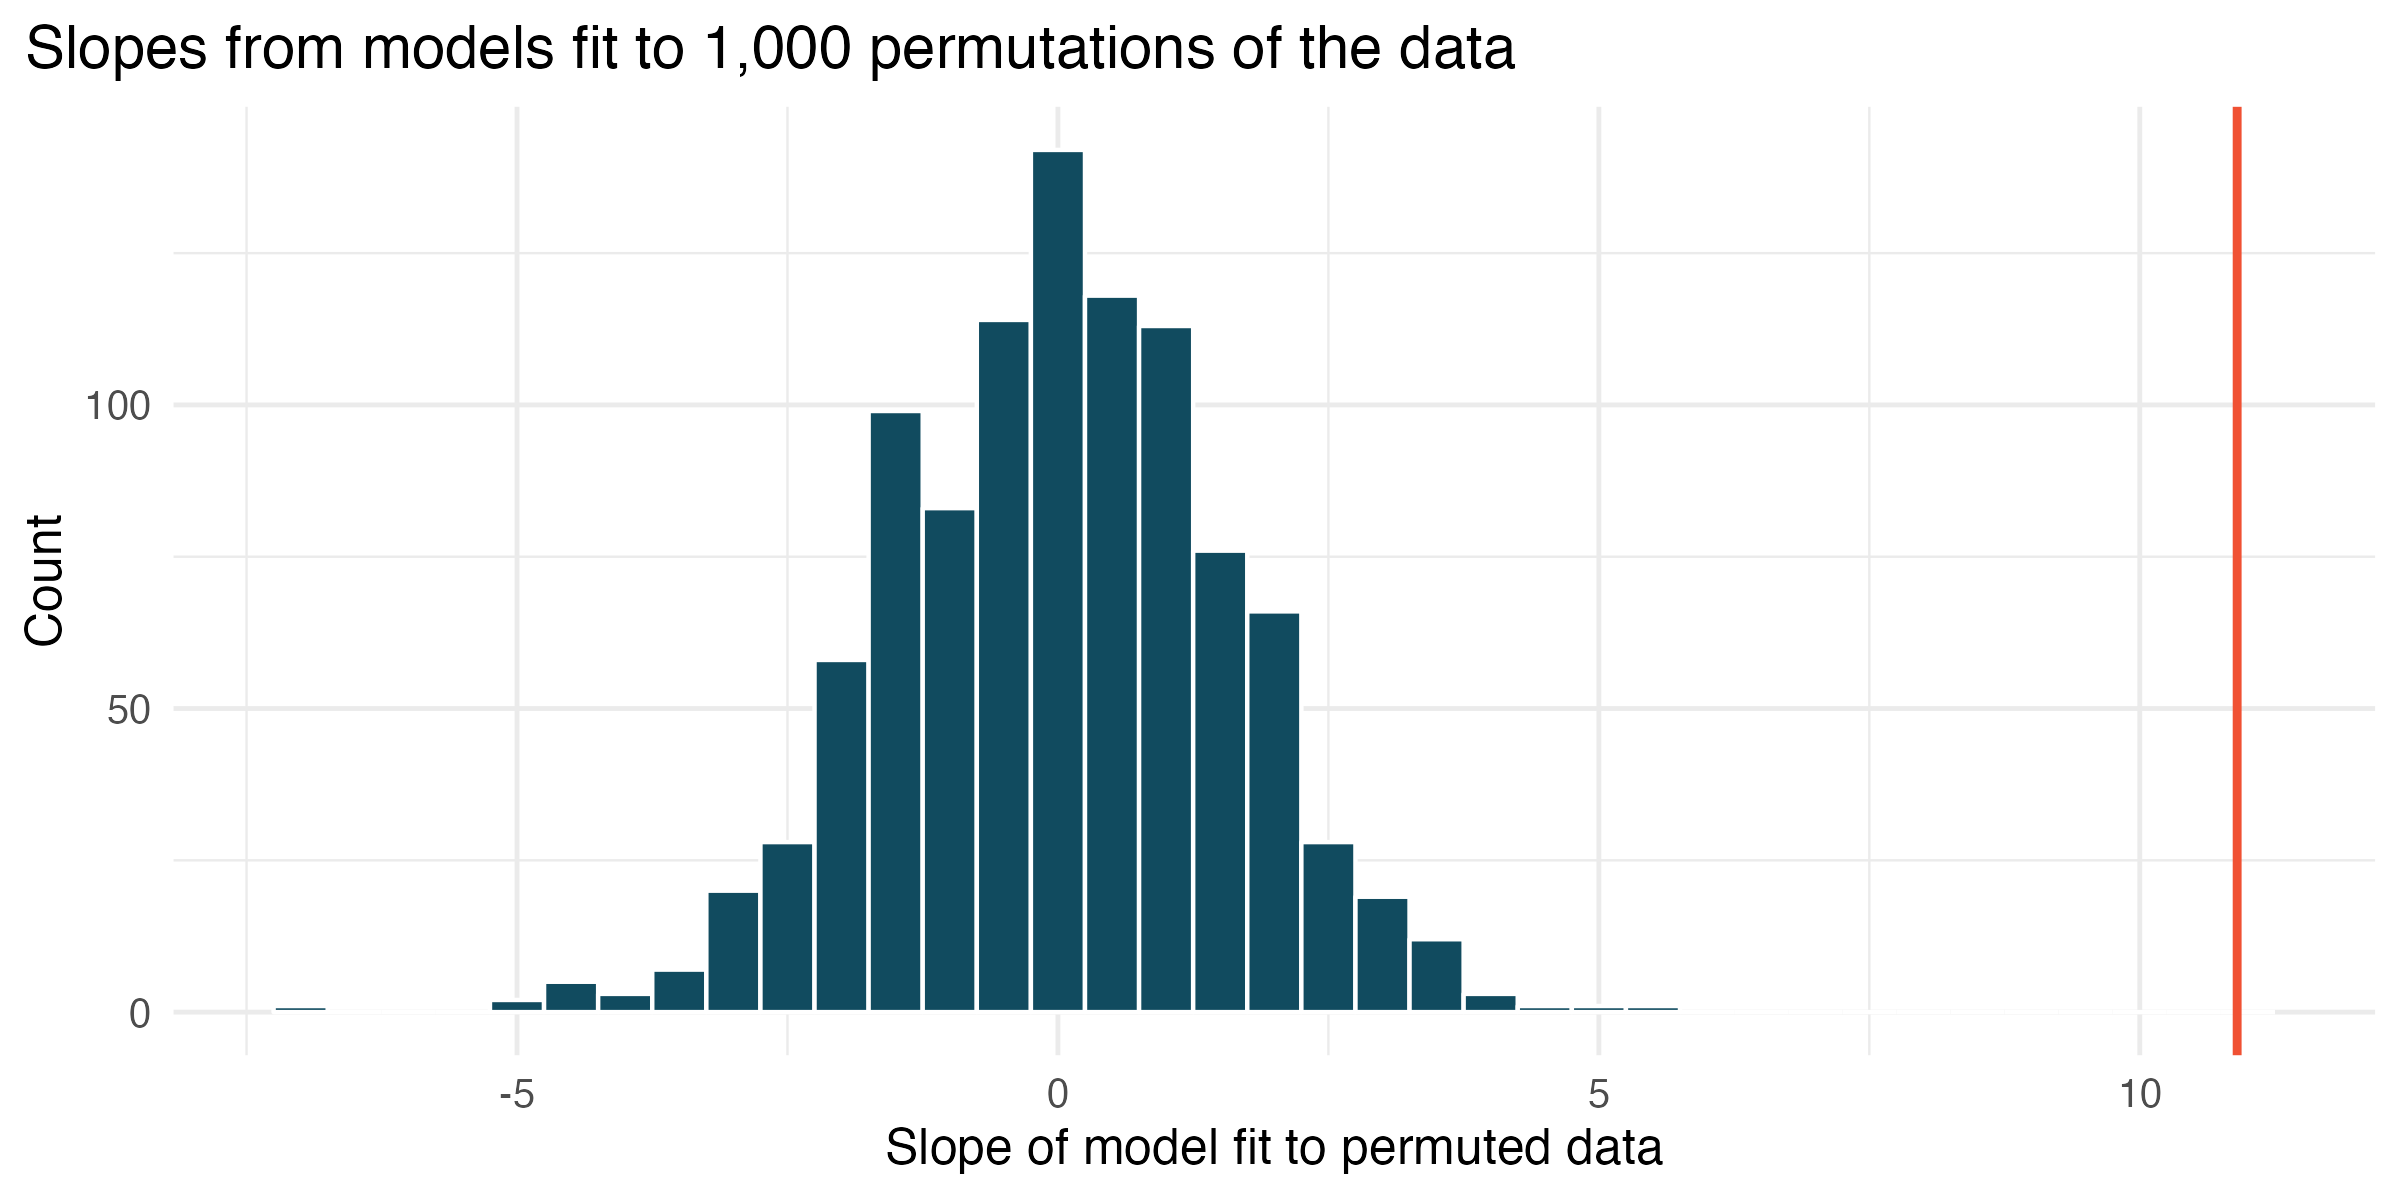 Slopes from models fit to 1,000 permutations of the data
Count
100
50
0
-5
0
5
10
Slope of model fit to permuted data